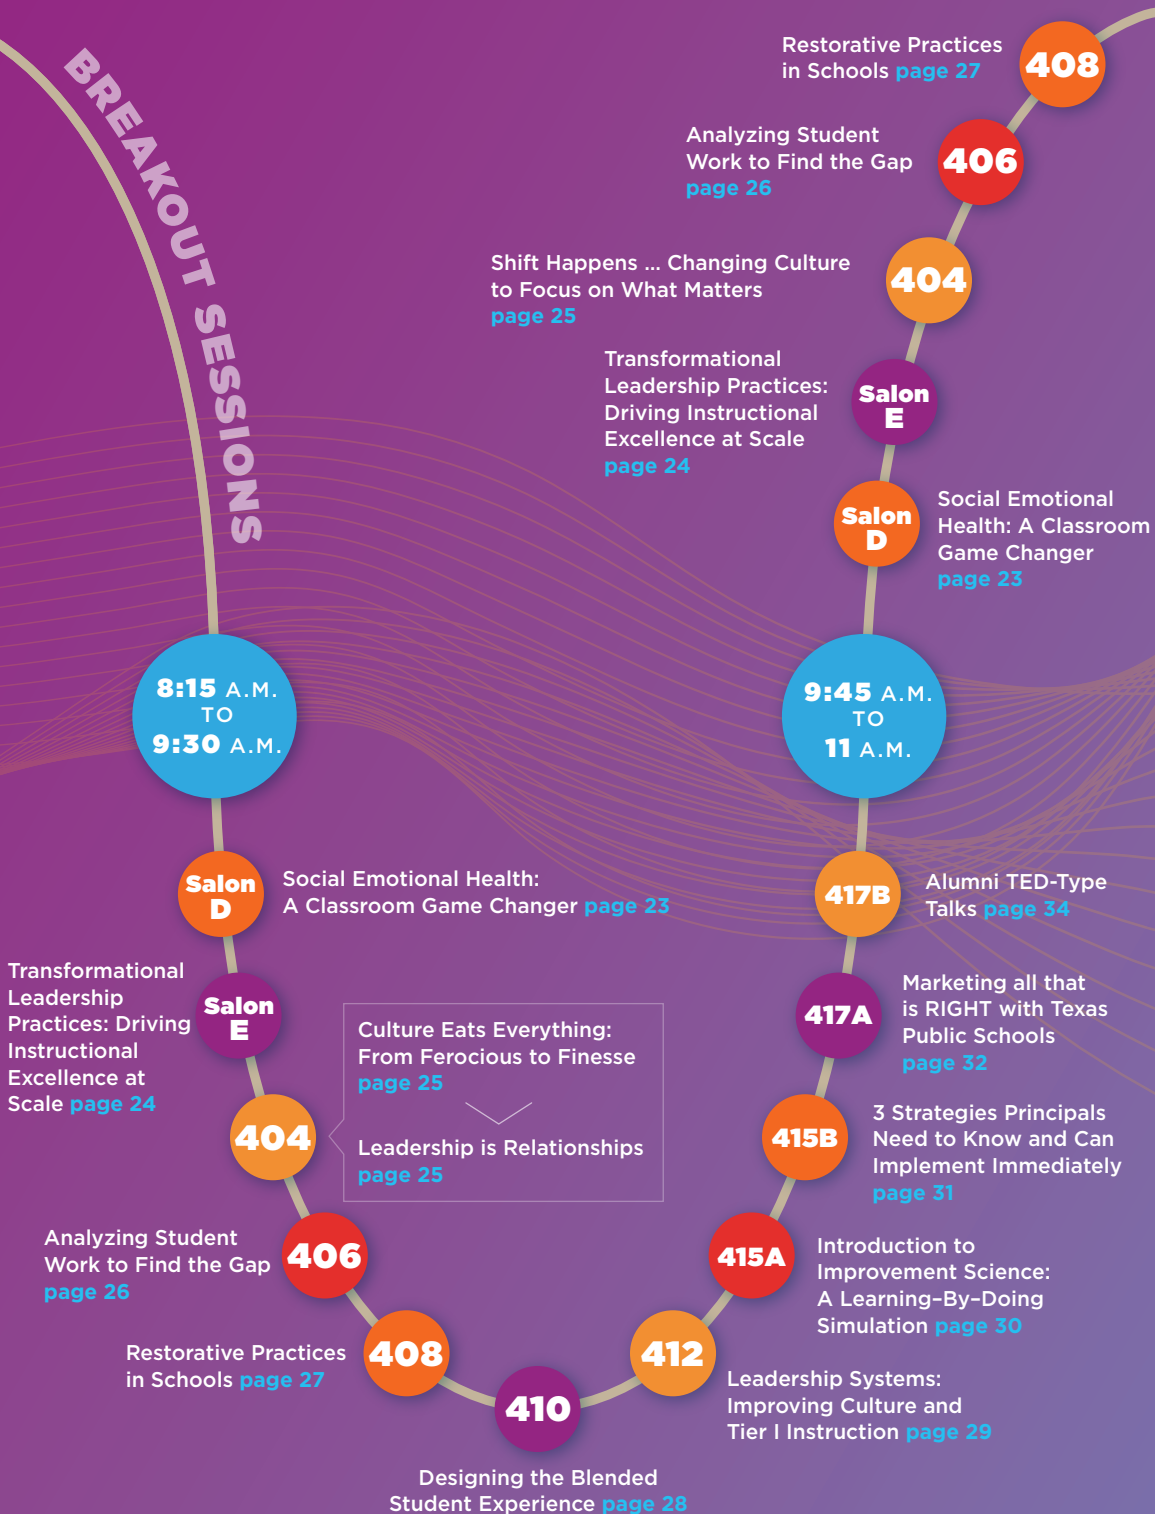 BREAKOUT SESSIONS
8:15 A.M.
TO
9:30 A.M.
Salon
D
Social Emotional Health:
A Classroom Game Changer page 23
Salon
E
Transformational
Leadership
Practices: Driving
Instructional
Excellence at
Scale page 24
404
Culture Eats Everything:
From Ferocious to Finesse
page 25
Leadership is Relationships
page 25
406
Analyzing Student
Work to Find the Gap
page 26
408
Restorative Practices
in Schools page 27
410
Designing the Blended
Student Experience page 28
412
Leadership Systems:
Improving Culture and
Tier I Instruction page 29
415A
Introduction to
Improvement Science:
A Learning–By–Doing
Simulation page 30
415B
3 Strategies Principals
Need to Know and Can
Implement Immediately
page 31
417A
Marketing all that
is RIGHT with Texas
Public Schools
page 32
417B
Alumni TED-Type
Talks page 34
9:45 A.M.
TO
11 A.M.
Salon
D
Social Emotional
Health: A Classroom
Game Changer
page 23
Salon
E
Transformational
Leadership Practices:
Driving Instructional
Excellence at Scale
page 24
404
Shift Happens ... Changing Culture
to Focus on What Matters
page 25
406
Analyzing Student
Work to Find the Gap
page 26
408
Restorative Practices
in Schools page 27